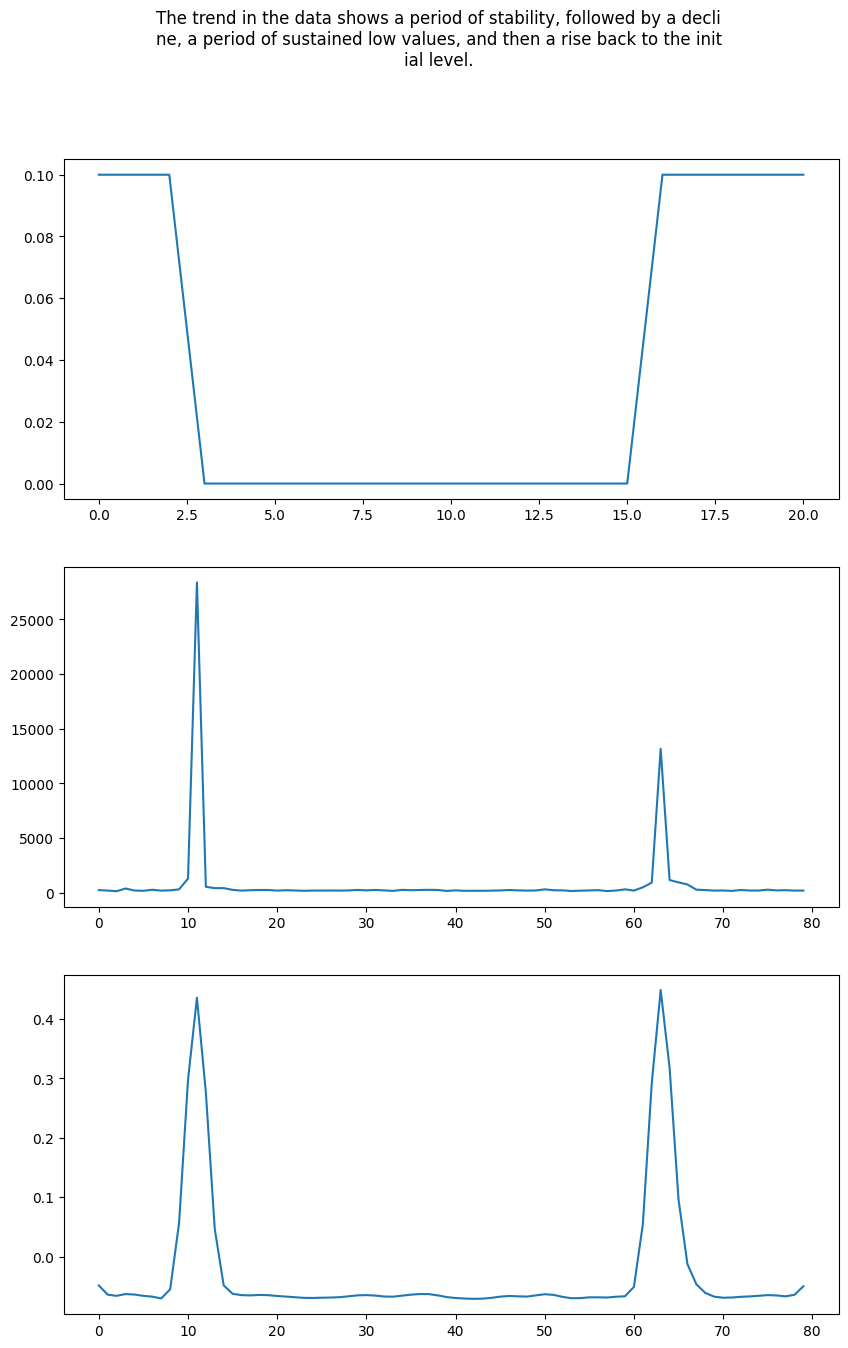 The trend in the data shows a period of stability, followed by a decli
ne, a period of sustained low values, and then a rise back to the init
ial level.
0.10
0.08
0.06
0.04
0.02
0.00
0.0 2.5 5.0 7.5 10.0 12.5 15.0 17.5 20.0
25000
20000
15000
10000
5000
0
0 10 20 30 40 50 60 70 80
0.4
0.3
0.2
0.1
0.0
0 10 20 30 40 50 60 70 80